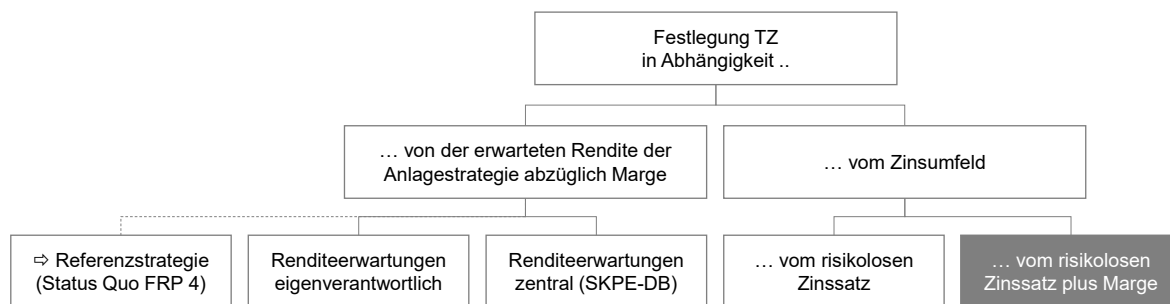 Festlegung TZ
in Abhängigkeit ..
… von der erwarteten Rendite der
Anlagestrategie abzüglich Marge
… vom Zinsumfeld
⇨ Referenzstrategie
(Status Quo FRP 4)
Renditeerwartungen
eigenverantwortlich
Renditeerwartungen
zentral (SKPE-DB)
… vom risikolosen
Zinssatz
… vom risikolosen
Zinssatz plus Marge